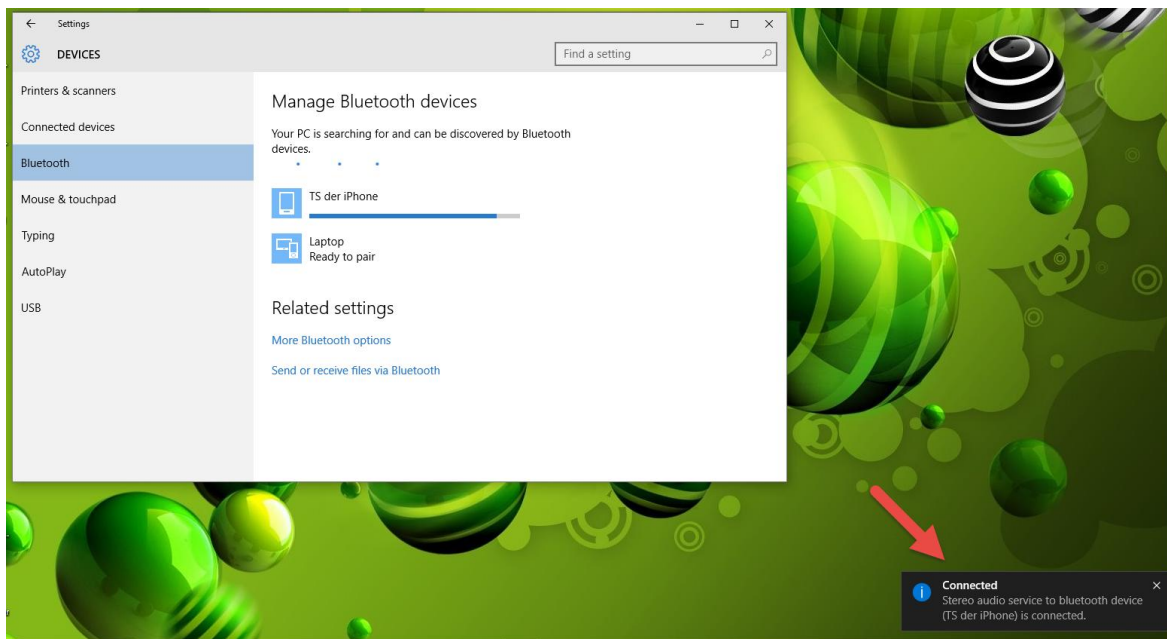 Settings
DEVICES
Find a setting
Printers & scanners
Connected devices
Bluetooth
Mouse & touchpad
Typing
AutoPlay
USB
Manage Bluetooth devices
Your PC is searching for and can be discovered by Bluetooth
devices.
TS der iPhone
Laptop
Ready to pair
Related settings
More Bluetooth options
Send or receive files via Bluetooth
Connected
Stereo audio service to bluetooth device
(TS der iPhone) is connected.